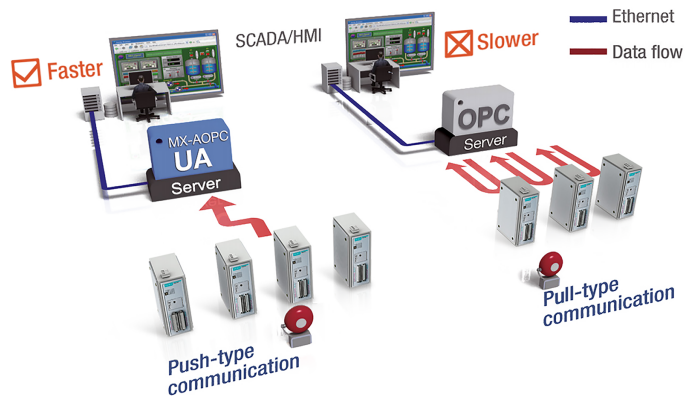 Faster
SCADA/HMI
Slower
Ethernet
Data flow
MX-AOPC
UA
Server
OPC
Server
Push-type
communication
Pull-type
communication